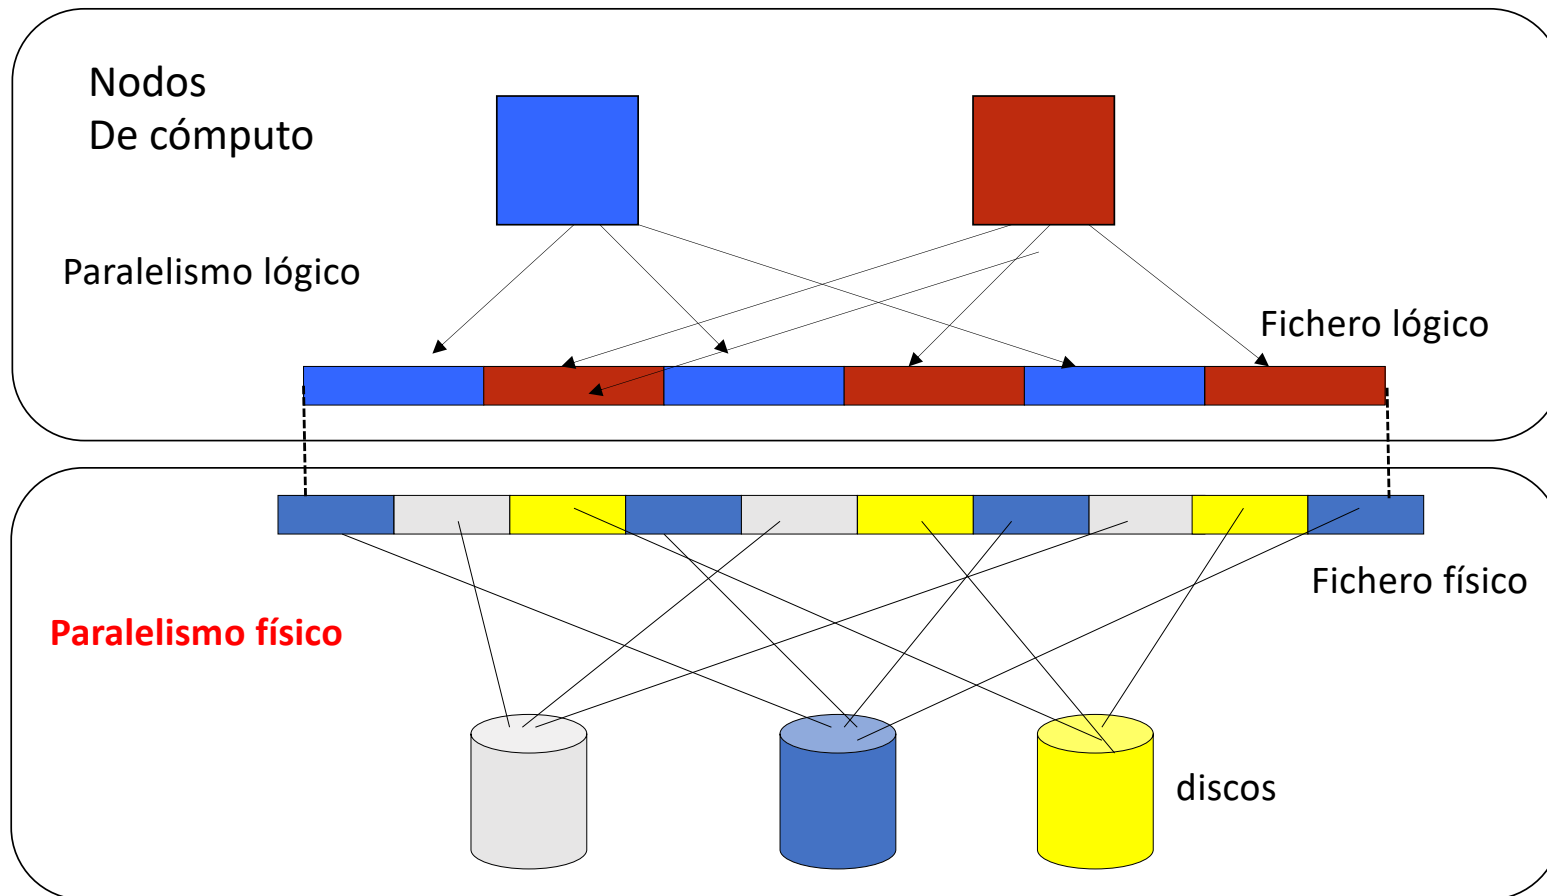 Nodos
De cómputo
Paralelismo lógico
Fichero lógico
Fichero físico
Paralelismo físico
discos